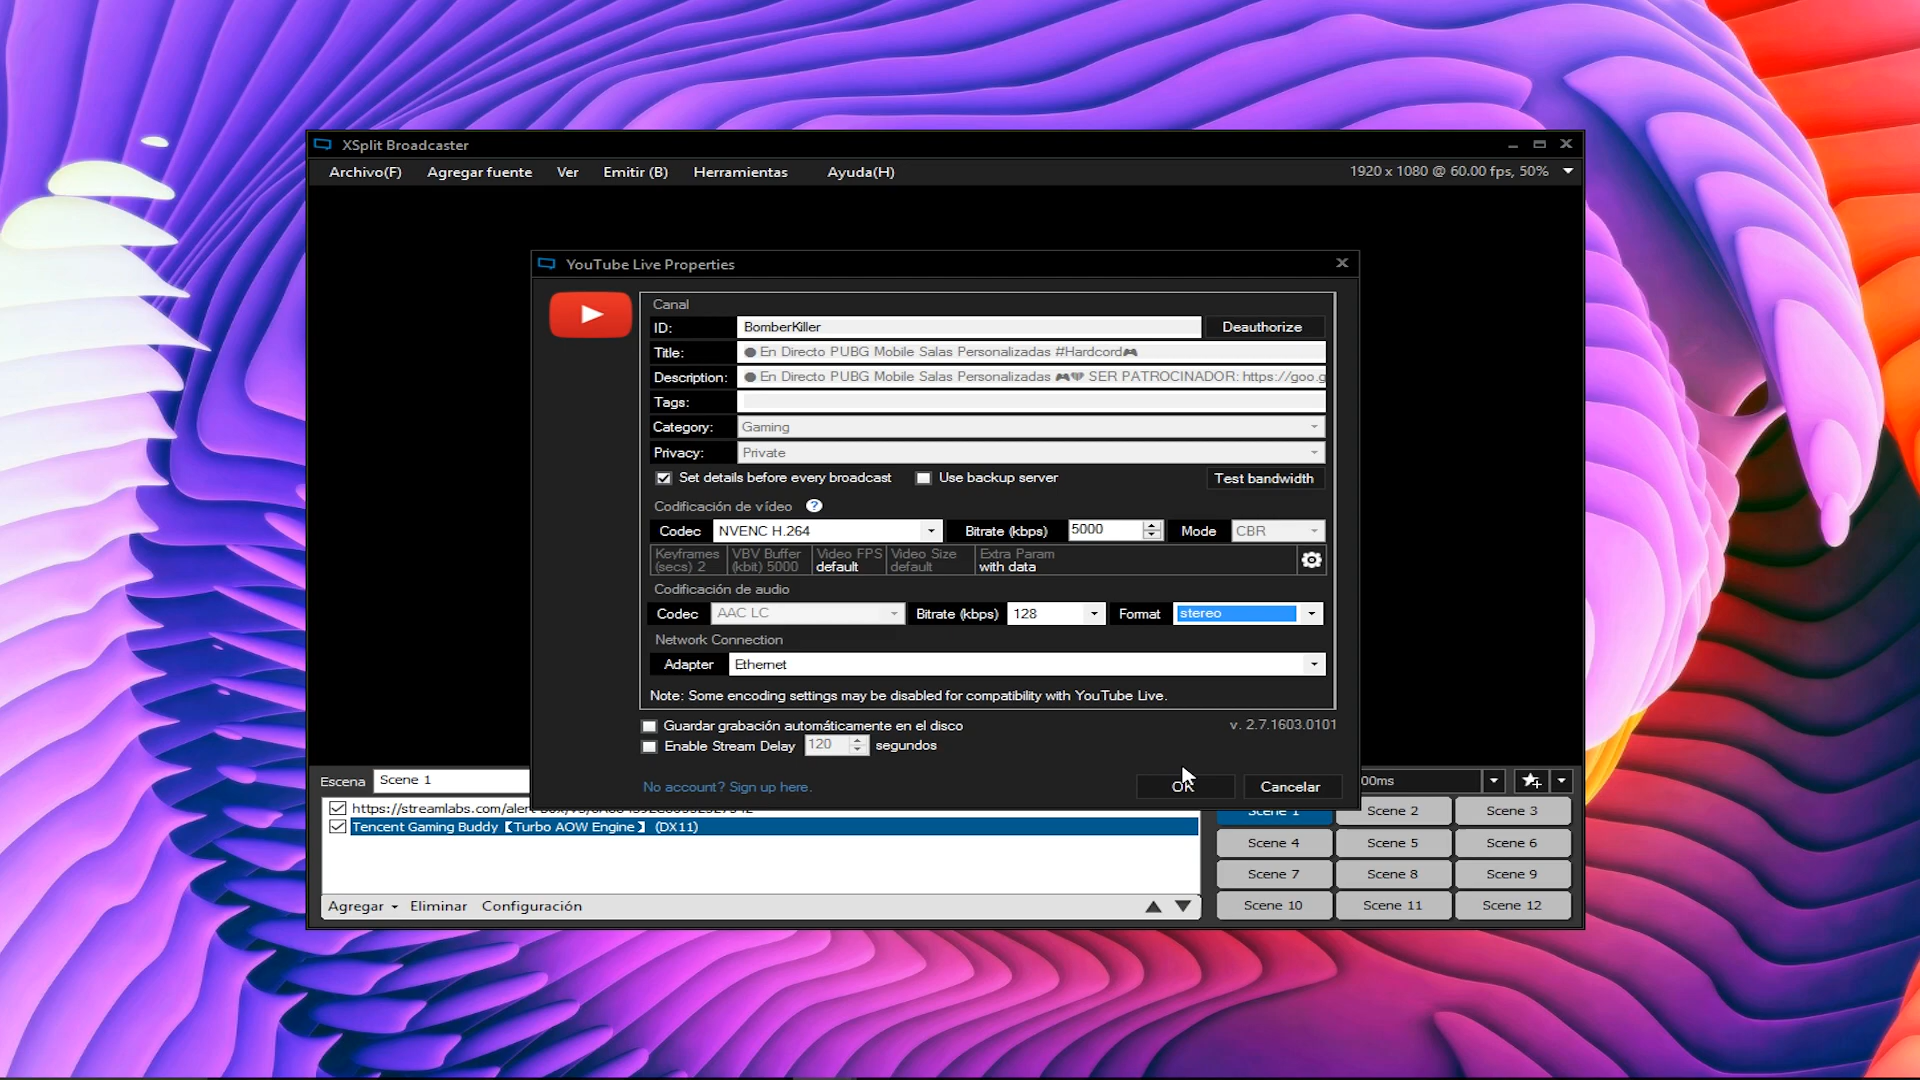 XSplit Broadcaster
Archivo(F) Agregar fuente Ver Emitir (B) Herramientas Ayuda(H) 1920 x 1080 @ 60.00 fps, 50%
YouTube Live Properties
Canal
ID: BomberKiller Deauthorize
Title: En Directo PUBG Mobile Salas Personalizadas #Hardcord
Description: En Directo PUBG Mobile Salas Personalizadas SER PATROCINADOR: https://goo.g
Tags:
Category: Gaming
Privacy: Private
Set details before every broadcast Use backup server Test bandwidth
Codificación de vídeo ?
Codec NVENC H.264 Bitrate (kbps) 5000 Mode CBR
Keyframes VBV Buffer Video FPS Video Size Extra Param
(secs) 2 (kbit) 5000 default default with data
Codificación de audio
Codec AAC LC Bitrate (kbps) 128 Format stereo
Network Connection
Adapter Ethernet
Note: Some encoding settings may be disabled for compatibility with YouTube Live.
Guardar grabación automáticamente en el disco v. 2.7.1603.0101
Enable Stream Delay 120 segundos
No account? Sign up here. OK Cancelar
Escena Scene 1 00ms
https://streamlabs.com/alert
Tencent Gaming Buddy【Turbo AOW Engine】 (DX11)
Scene 1 Scene 2 Scene 3
Scene 4 Scene 5 Scene 6
Scene 7 Scene 8 Scene 9
Scene 10 Scene 11 Scene 12
Agregar Eliminar Configuración